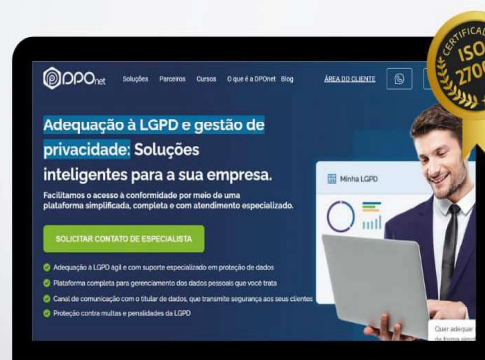 DPOnet
Soluções Parceiros Cursos O que é a DPOnet Blog ÁREA DO CLIENTE
Adequação à LGPD e gestão de
privacidade: Soluções
inteligentes para a sua empresa.
Facilitamos o acesso à conformidade por meio de uma
plataforma simplificada, completa e com atendimento especializado.
SOLICITAR CONTATO DE ESPECIALISTA
Adequação à LGPD ágil e com suporte especializado em proteção de dados
Plataforma completa para gerenciamento dos dados pessoais que você trata
Canal de comunicação com o titular de dados, que transmite segurança aos seus clientes
Proteção contra multas e penalidades da LGPD
Minha LGPD
ISO
Quer adequar